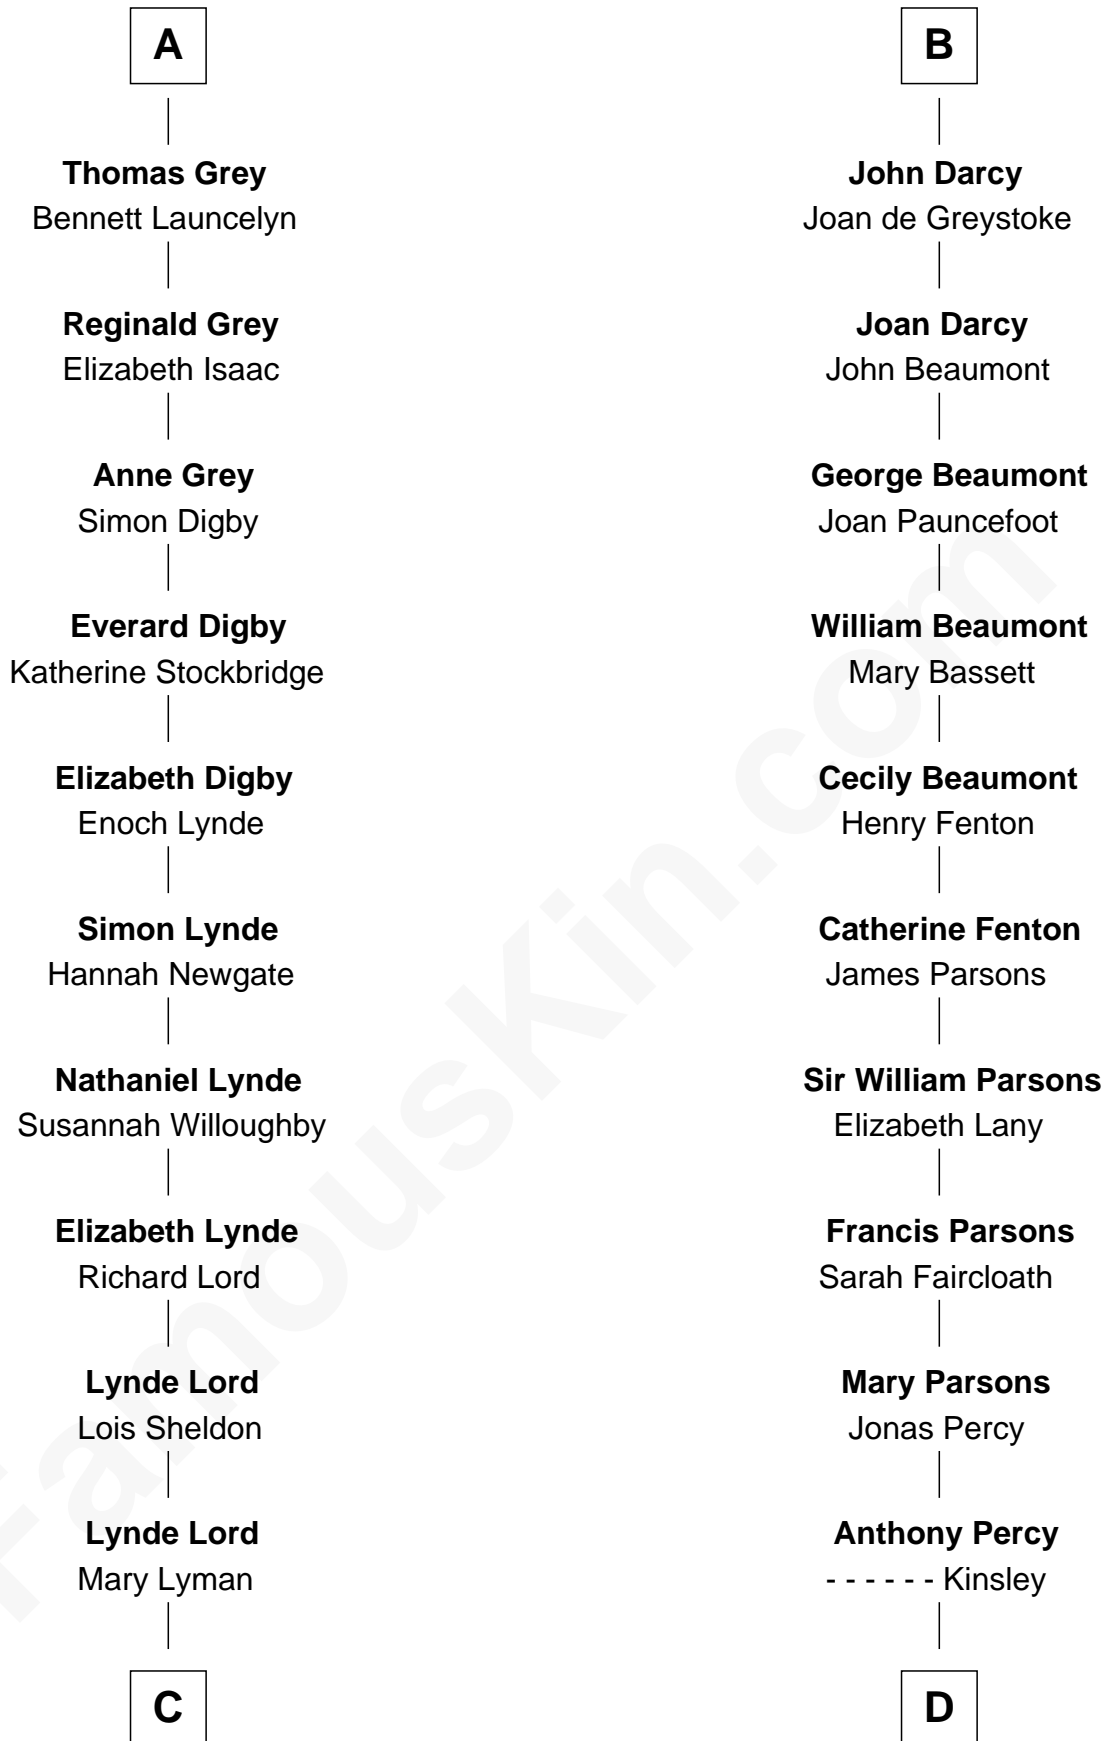 A
Thomas Grey
Bennett Launcelyn
Reginald Grey
Elizabeth Isaac
Anne Grey
Simon Digby
Everard Digby
Katherine Stockbridge
Elizabeth Digby
Enoch Lynde
Simon Lynde
Hannah Newgate
Nathaniel Lynde
Susannah Willoughby
Elizabeth Lynde
Richard Lord
Lynde Lord
Lois Sheldon
Lynde Lord
Mary Lyman
C
B
John Darcy
Joan de Greystoke
Joan Darcy
John Beaumont
George Beaumont
Joan Pauncefoot
William Beaumont
Mary Bassett
Cecily Beaumont
Henry Fenton
Catherine Fenton
James Parsons
Sir William Parsons
Elizabeth Lany
Francis Parsons
Sarah Faircloath
Mary Parsons
Jonas Percy
Anthony Percy
- - - - - - Kinsley
D
FamousKin.com